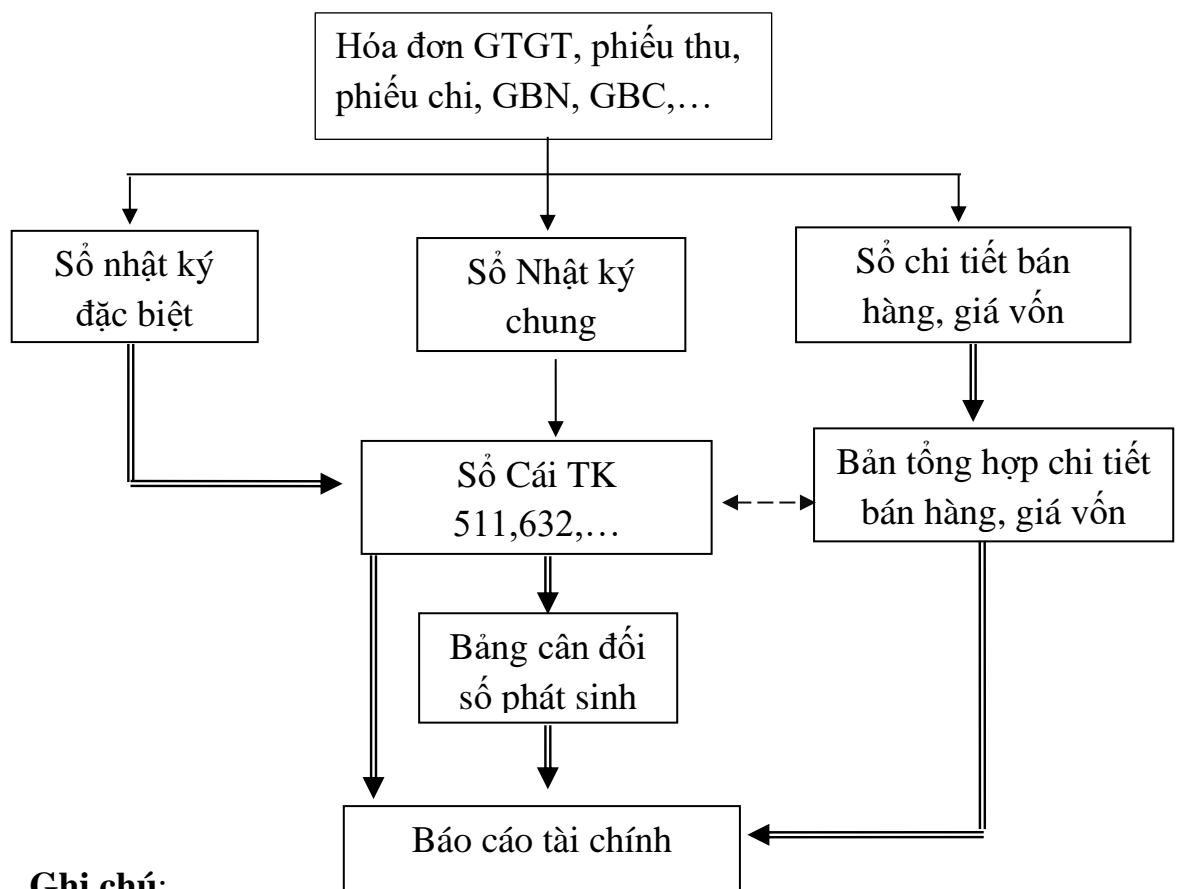 Hóa đơn GTGT, phiếu thu,
phiếu chi, GBN, GBC,…
Sổ nhật ký
đặc biệt
Sổ Nhật ký
chung
Sổ chi tiết bán
hàng, giá vốn
Sổ Cái TK
511,632,…
Bản tổng hợp chi tiết
bán hàng, giá vốn
Bảng cân đối
số phát sinh
Báo cáo tài chính
Ghi chú: